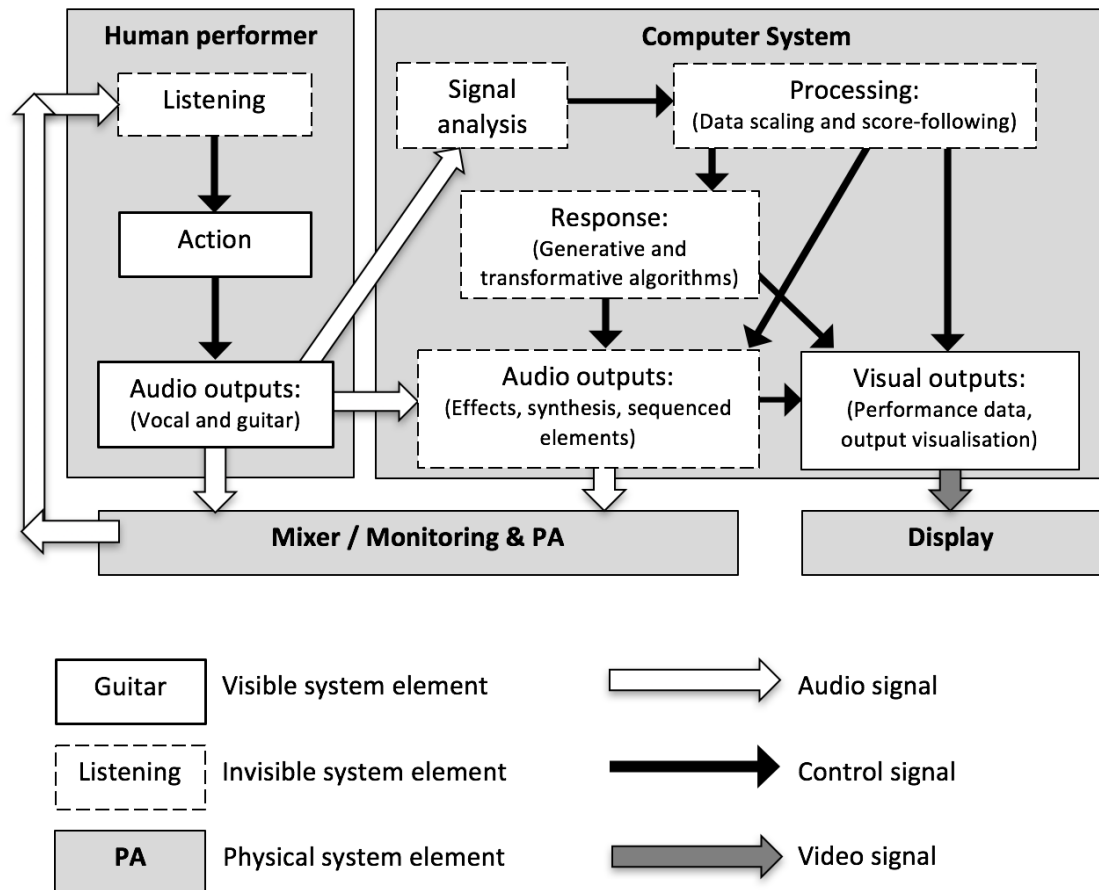 Human performer
Listening
Action
Audio outputs:
(Vocal and guitar)
Computer System
Signal
analysis
Processing:
(Data scaling and score-following)
Response:
(Generative and
transformative algorithms)
Audio outputs:
(Effects, synthesis, sequenced
elements)
Visual outputs:
(Performance data,
output visualisation)
Mixer / Monitoring & PA
Display
Guitar
Visible system element
Audio signal
Listening
Invisible system element
Control signal
PA
Physical system element
Video signal